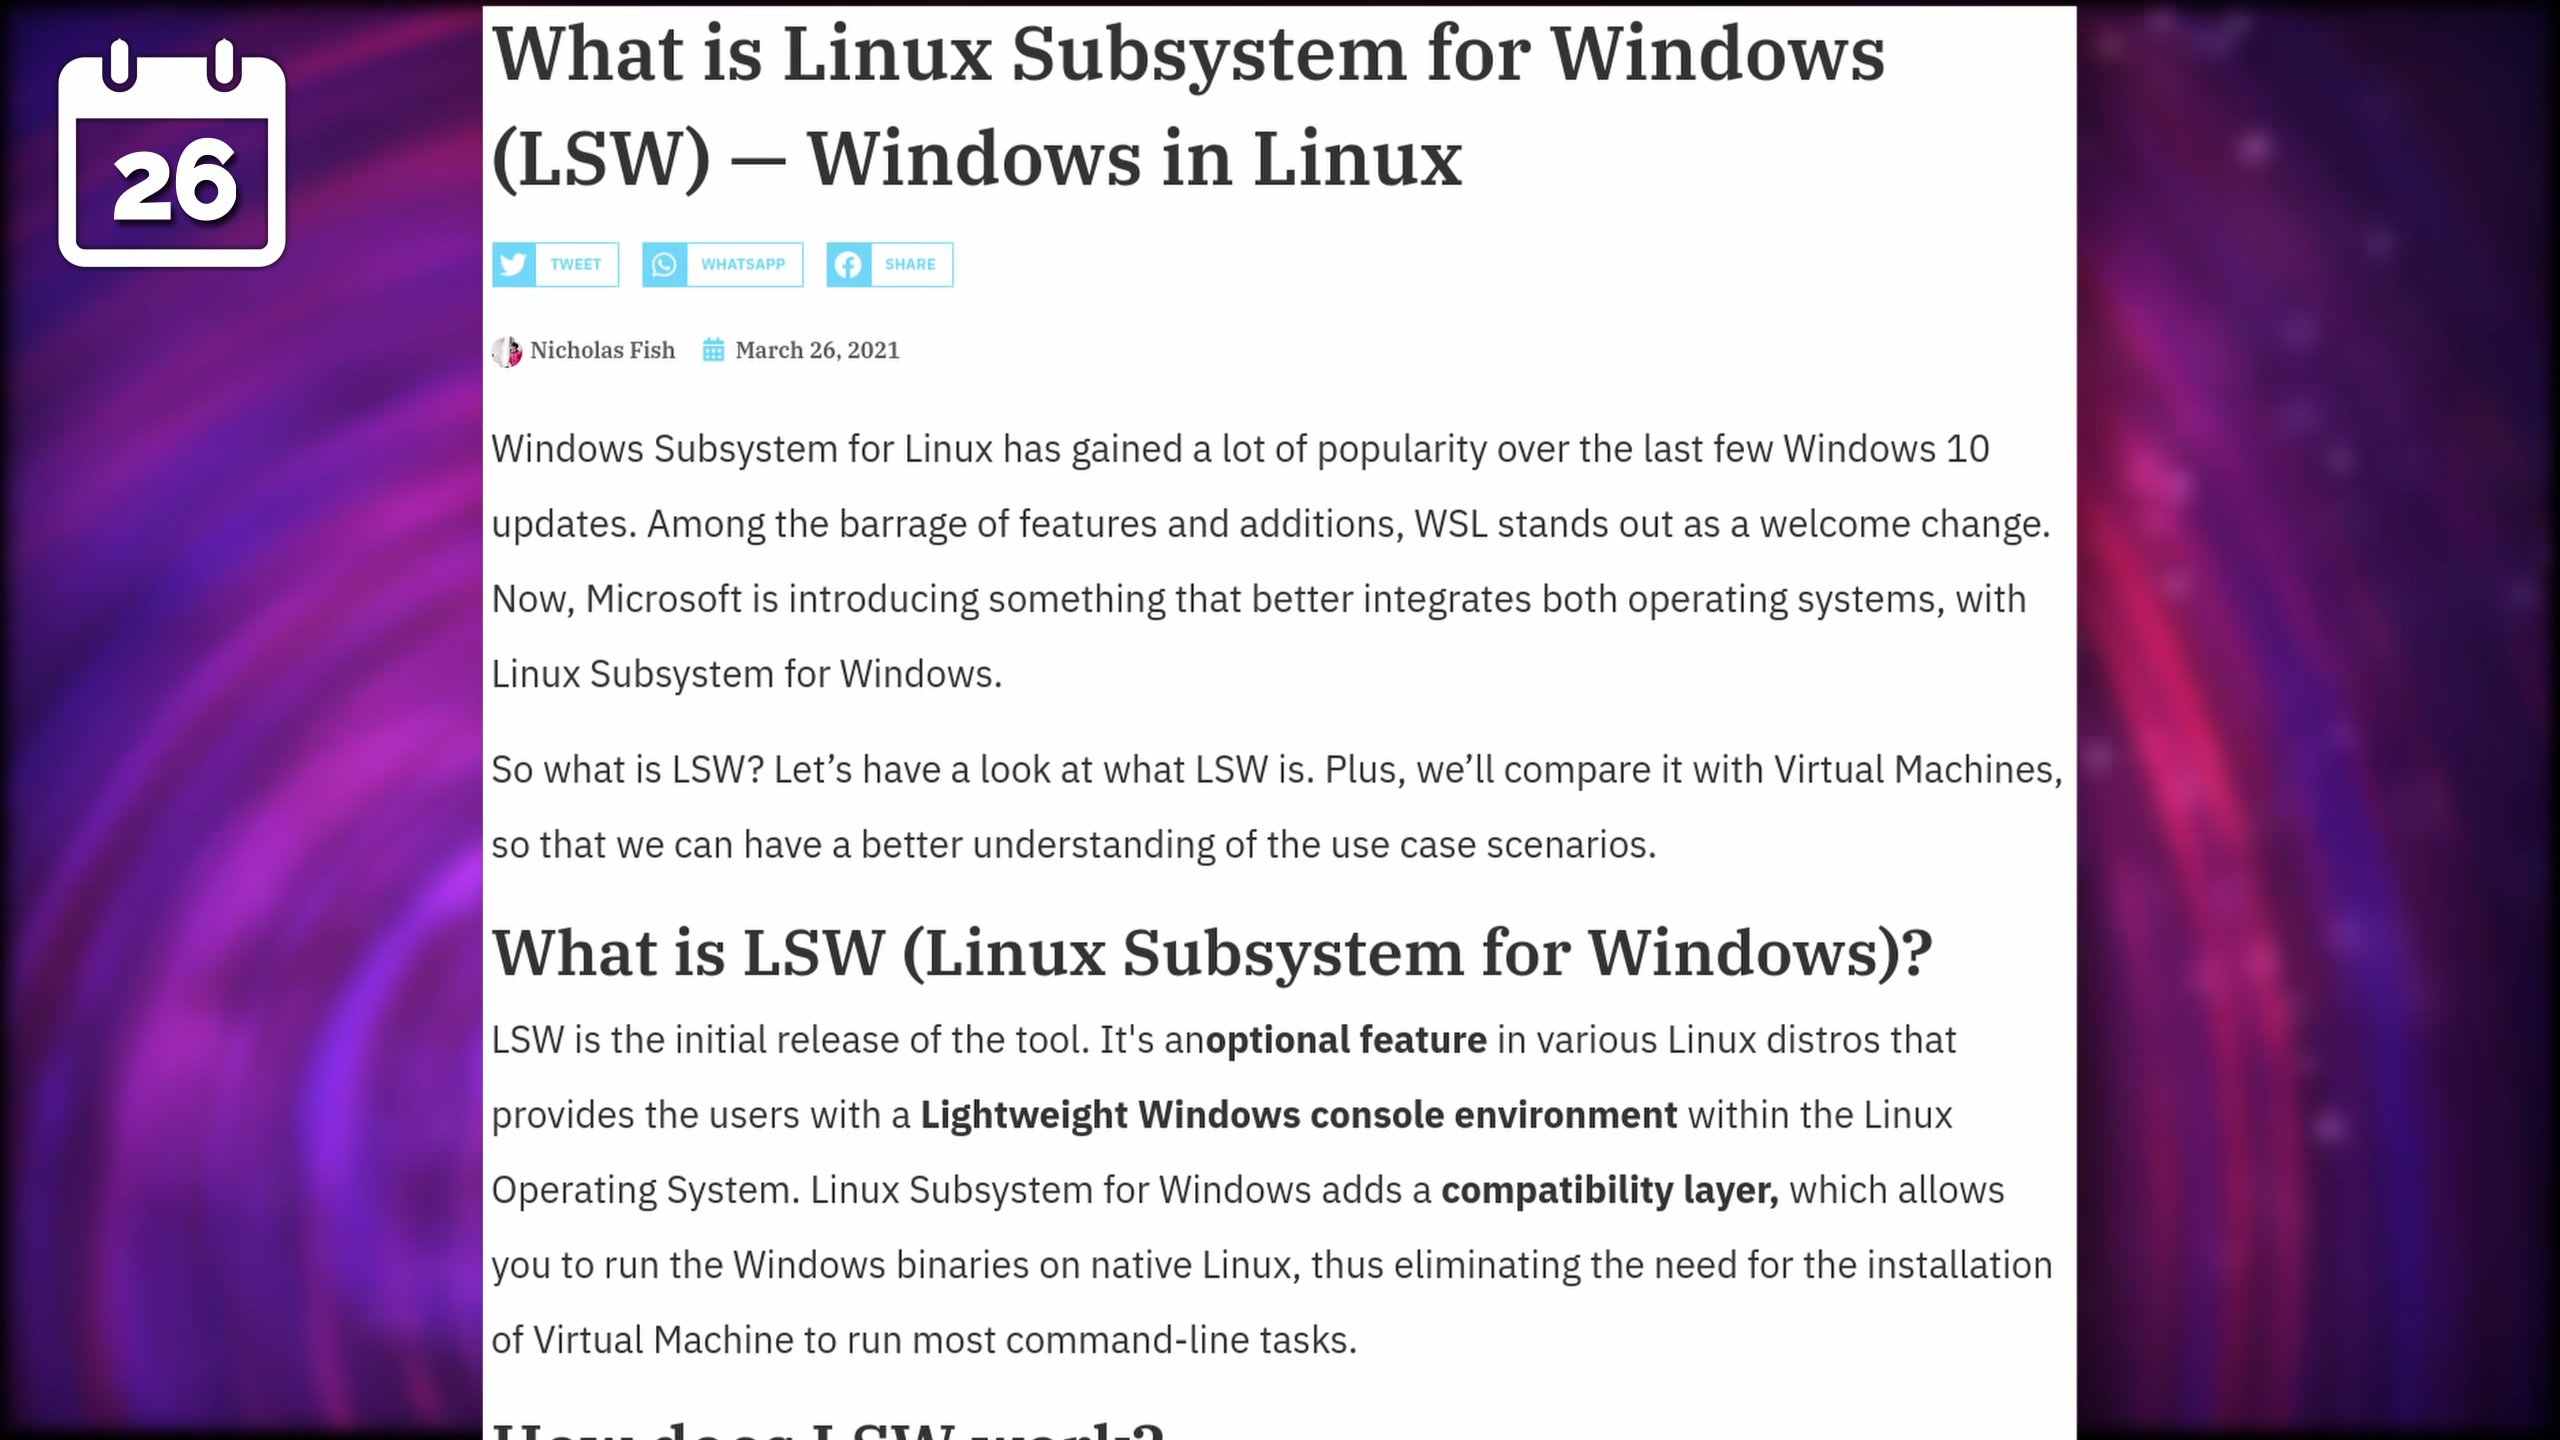 26
What is Linux Subsystem for Windows
(LSW) — Windows in Linux
TWEET
WHATSAPP
SHARE
Nicholas Fish
March 26, 2021
Windows Subsystem for Linux has gained a lot of popularity over the last few Windows 10
updates. Among the barrage of features and additions, WSL stands out as a welcome change.
Now, Microsoft is introducing something that better integrates both operating systems, with
Linux Subsystem for Windows.
So what is LSW? Let’s have a look at what LSW is. Plus, we’ll compare it with Virtual Machines,
so that we can have a better understanding of the use case scenarios.
What is LSW (Linux Subsystem for Windows)?
LSW is the initial release of the tool. It's anoptional feature in various Linux distros that
provides the users with a Lightweight Windows console environment within the Linux
Operating System. Linux Subsystem for Windows adds a compatibility layer, which allows
you to run the Windows binaries on native Linux, thus eliminating the need for the installation
of Virtual Machine to run most command-line tasks.
How does LSW work?